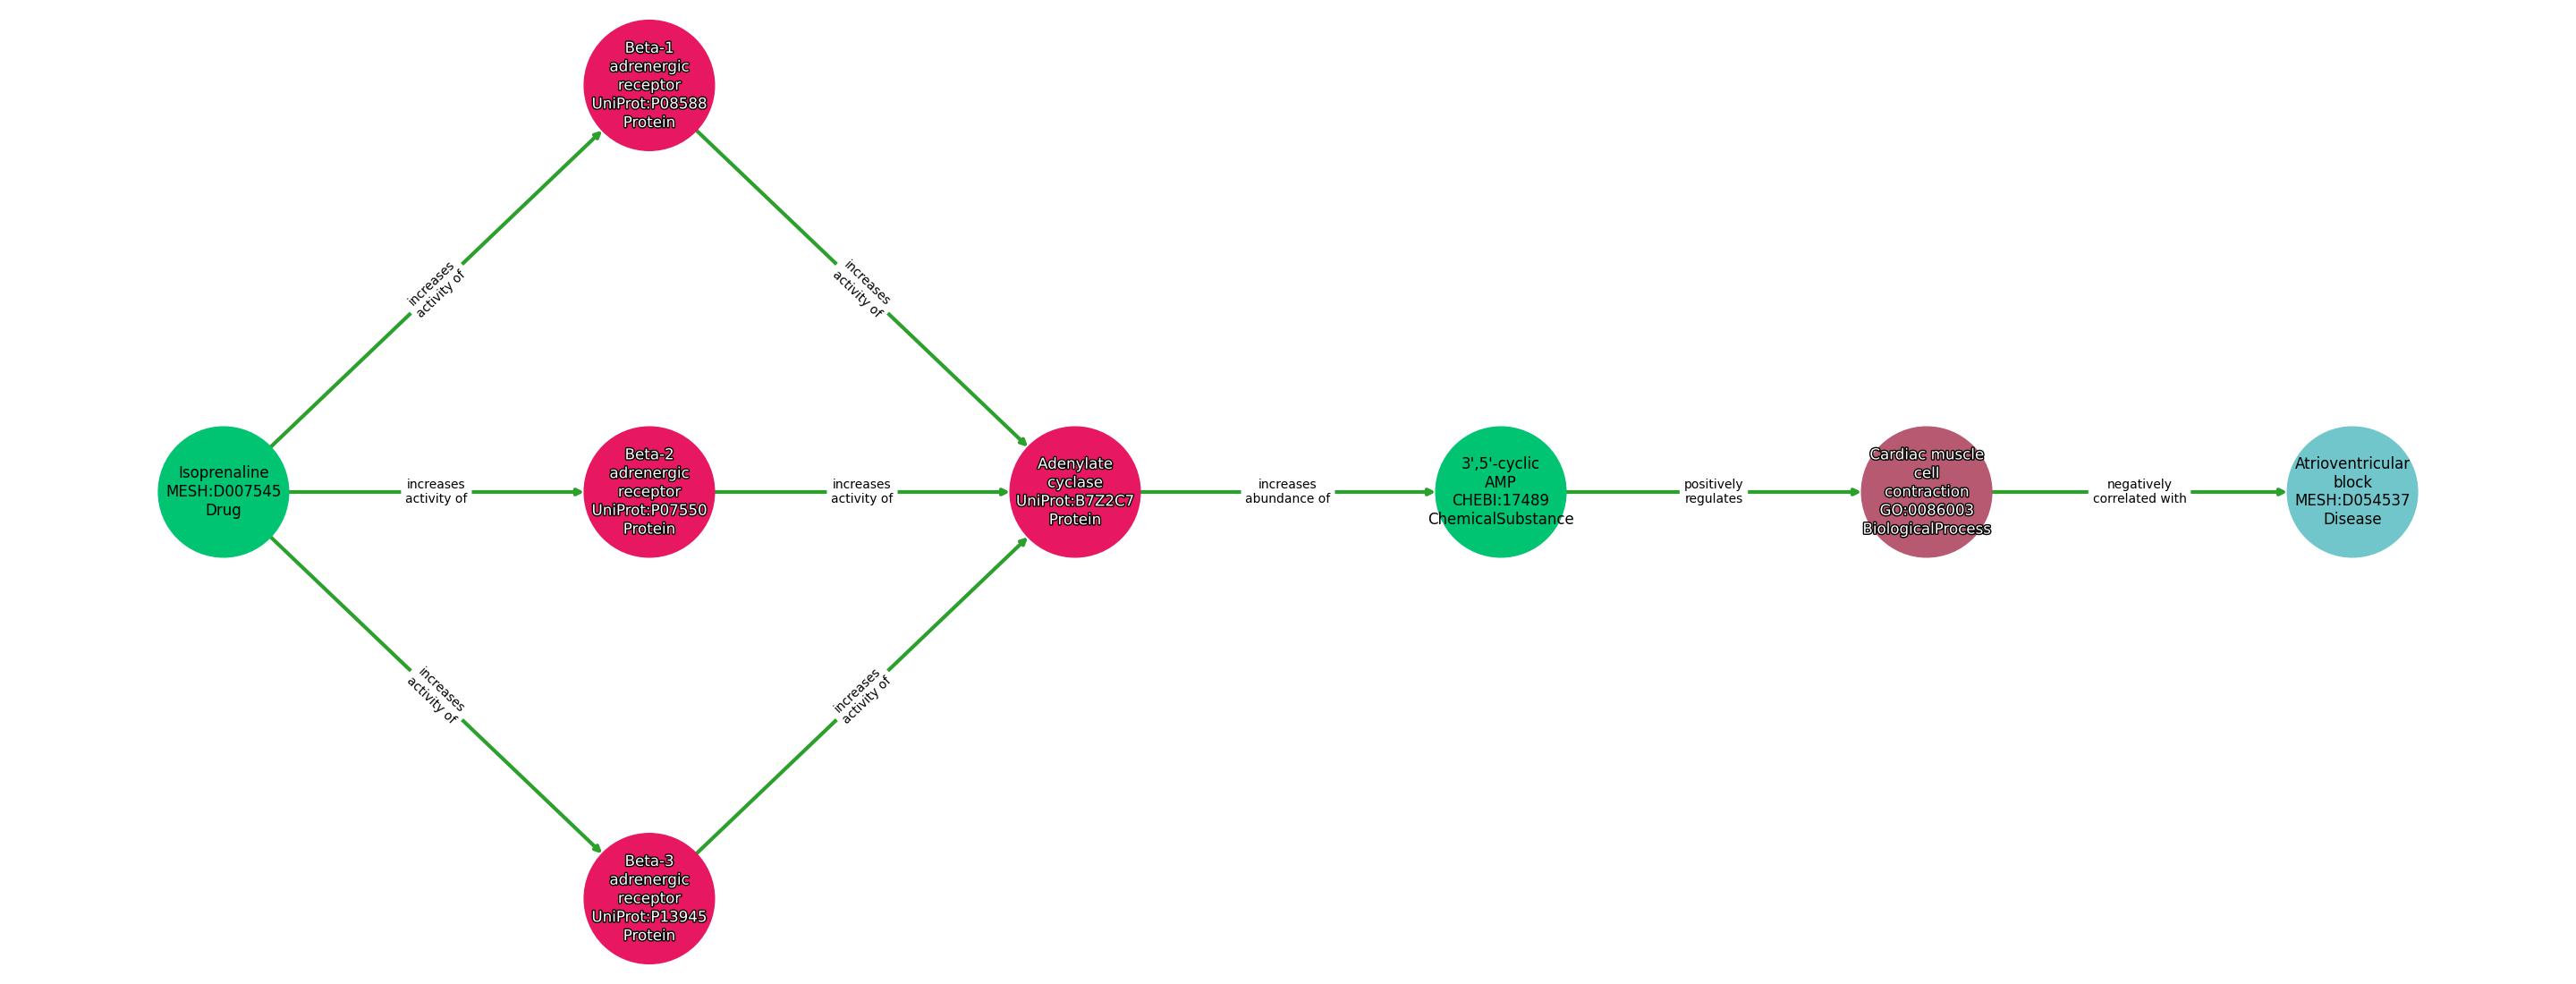 Beta-1
adrenergic
receptor
UniProt:P08588
Protein
increases
activity of
increases
activity of
Isoprenaline
MESH:D007545
Drug
increases
activity of
Beta-2
adrenergic
receptor
UniProt:P07550
Protein
increases
activity of
Adenylate
cyclase
UniProt:B7Z2C7
Protein
increases
abundance of
3',5'-cyclic
AMP
CHEBI:17489
ChemicalSubstance
positively
regulates
Cardiac muscle
cell
contraction
GO:0086003
BiologicalProcess
negatively
correlated with
Atrioventricular
block
MESH:D054537
Disease
increases
activity of
increases
activity of
Beta-3
adrenergic
receptor
UniProt:P13945
Protein